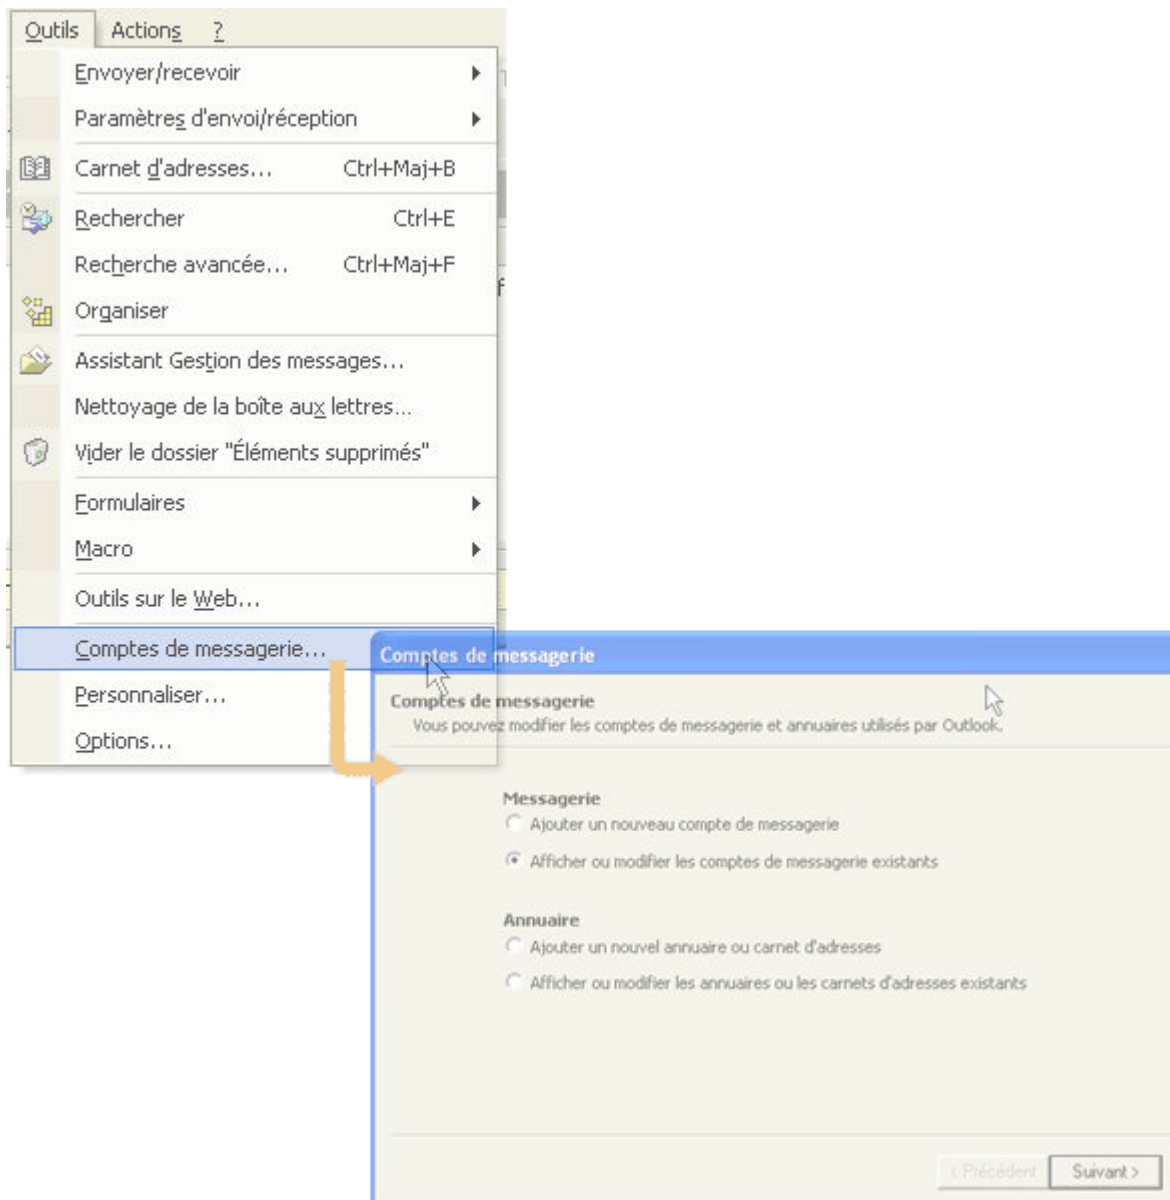 Outils Actions ?
Envoyer/recevoir
Paramètres d'envoi/réception
Carnet d'adresses... Ctrl+Maj+B
Rechercher Ctrl+E
Recherche avancée... Ctrl+Maj+F
Organiser
Assistant Gestion des messages...
Nettoyage de la boîte aux lettres...
Vider le dossier "Éléments supprimés"
Formulaires
Macro
Outils sur le Web...
Comptes de messagerie...
Personnaliser...
Options...
Comptes de messagerie
Comptes de messagerie
Vous pouvez modifier les comptes de messagerie et annuaires utilisés par Outlook.
Messagerie
Ajouter un nouveau compte de messagerie
Afficher ou modifier les comptes de messagerie existants
Annuaire
Ajouter un nouvel annuaire ou carnet d'adresses
Afficher ou modifier les annuaires ou les carnets d'adresses existants
< Précédent Suivant >